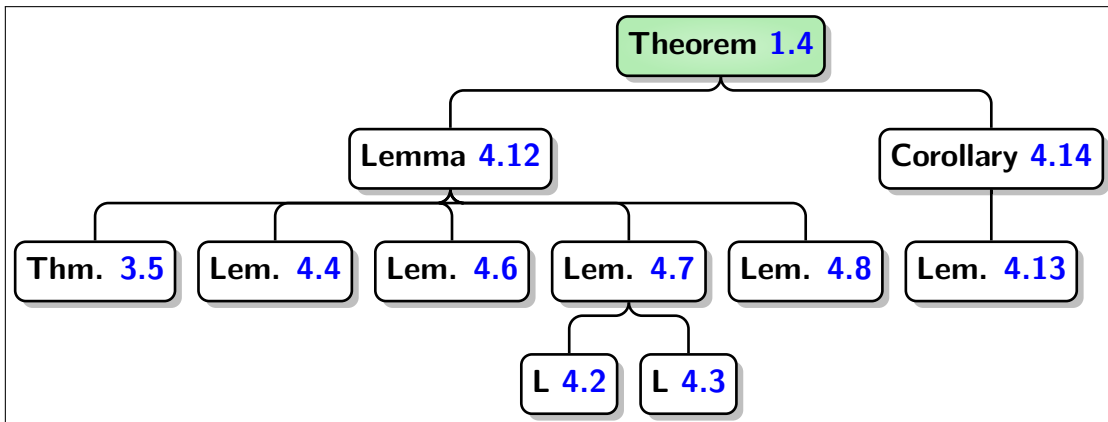 Theorem 1.4
Lemma 4.12
Corollary 4.14
Thm. 3.5
Lem. 4.4
Lem. 4.6
Lem. 4.7
Lem. 4.8
Lem. 4.13
L 4.2
L 4.3